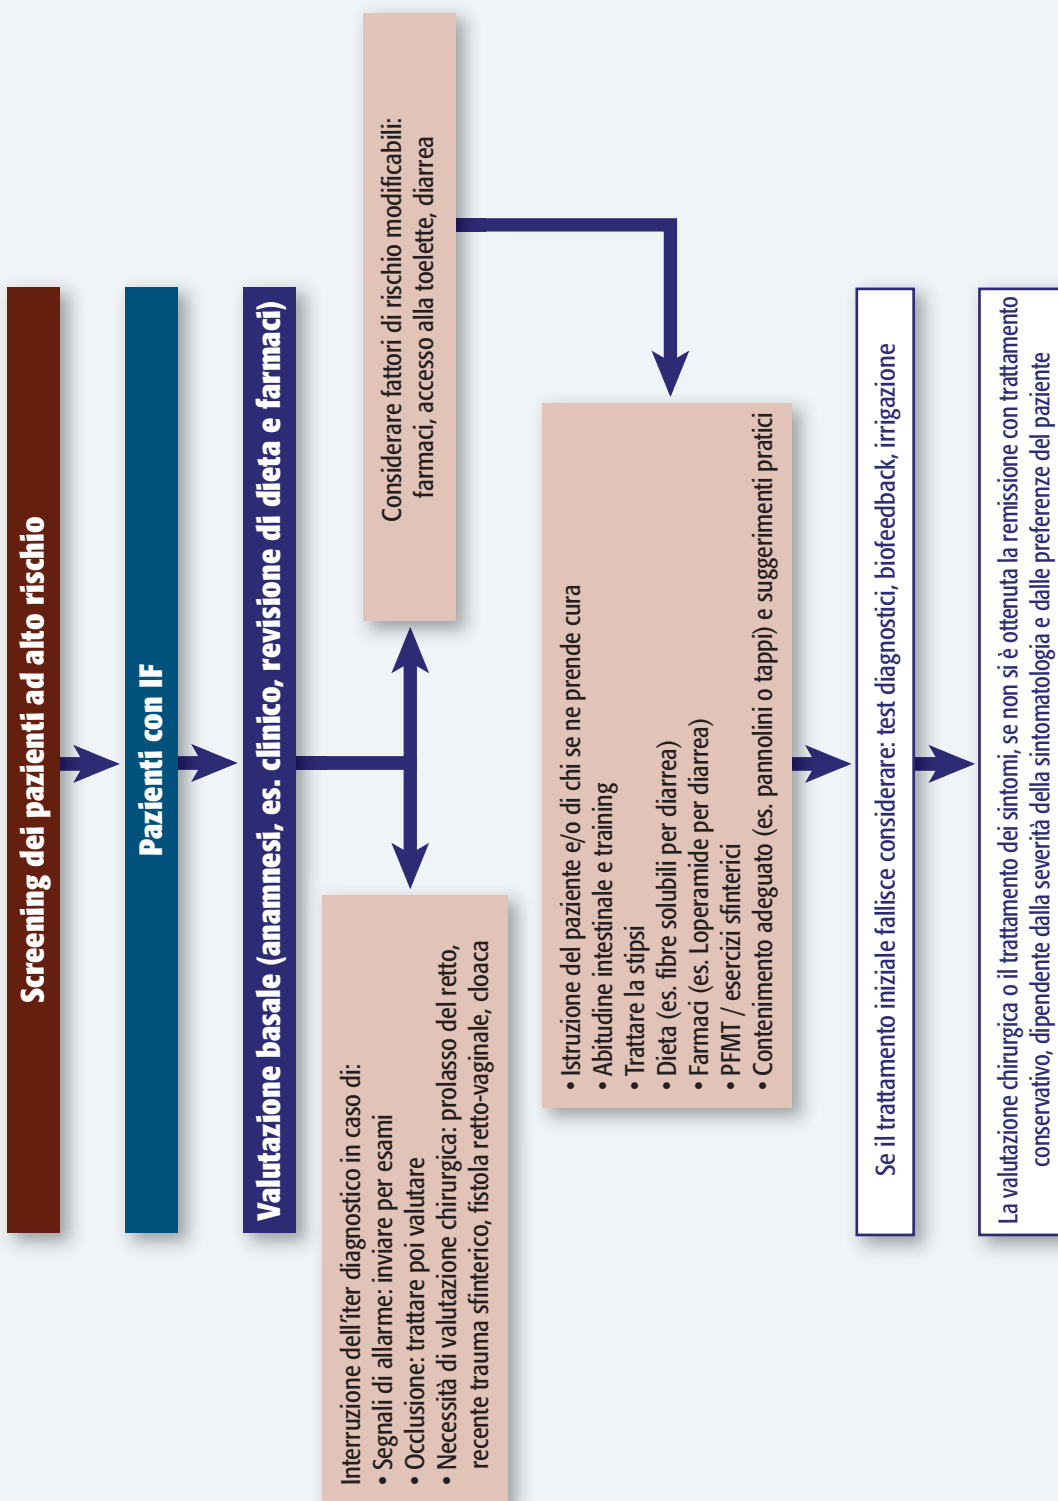 Screening dei pazienti ad alto rischio
Pazienti con IF
Valutazione basale (anamnesi, es. clinico, revisione di dieta e farmaci)
Interruzione dell'iter diagnostico in caso di:
• Segnali di allarme: inviare per esami
• Occlusione: trattare poi valutare
• Necessità di valutazione chirurgica: prolasso del retto,
recente trauma sfinterico, fistola retto-vaginale, cloaca
Considerare fattori di rischio modificabili:
farmaci, accesso alla toelette, diarrea
• Istruzione del paziente e/o di chi se ne prende cura
• Abitudine intestinale e training
• Trattare la stipsi
• Dieta (es. fibre solubili per diarrea)
• Farmaci (es. Loperamide per diarrea)
• PFMT / esercizi sfinterici
• Contenimento adeguato (es. pannolini o tappi) e suggerimenti pratici
Se il trattamento iniziale fallisce considerare: test diagnostici, biofeedback, irrigazione
La valutazione chirurgica o il trattamento dei sintomi, se non si è ottenuta la remissione con trattamento
conservativo, dipendente dalla severità della sintomatologia e dalle preferenze del paziente